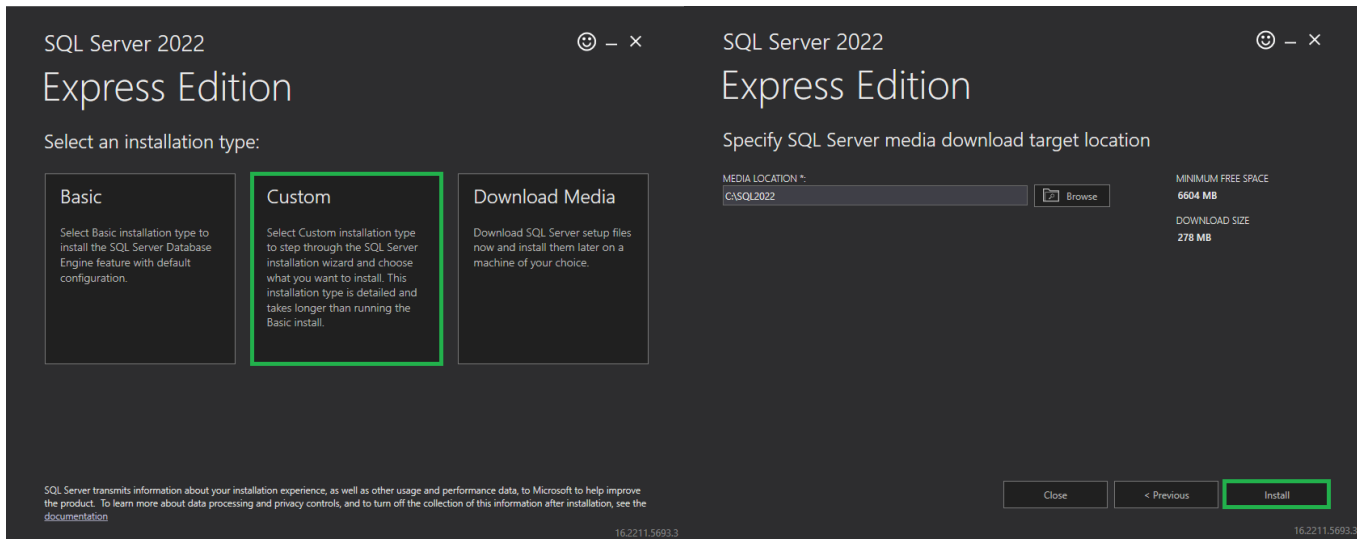 SQL Server 2022
Express Edition
Select an installation type:
Basic
Select Basic installation type to
install the SQL Server Database
Engine feature with default
configuration.
Custom
Select Custom installation type
to step through the SQL Server
installation wizard and choose
what you want to install. This
installation type is detailed and
takes longer than running the
Basic install.
Download Media
Download SQL Server setup files
now and install them later on a
machine of your choice.
SQL Server transmits information about your installation experience, as well as other usage and performance data, to Microsoft to help improve
the product. To learn more about data processing and privacy controls, and to turn off the collection of this information after installation, see the
documentation
16.2211.5693.3
SQL Server 2022
Express Edition
Specify SQL Server media download target location
MEDIA LOCATION *:
C:\SQL2022
Browse
MINIMUM FREE SPACE
6604 MB
DOWNLOAD SIZE
278 MB
Close
< Previous
Install
16.2211.5693.3